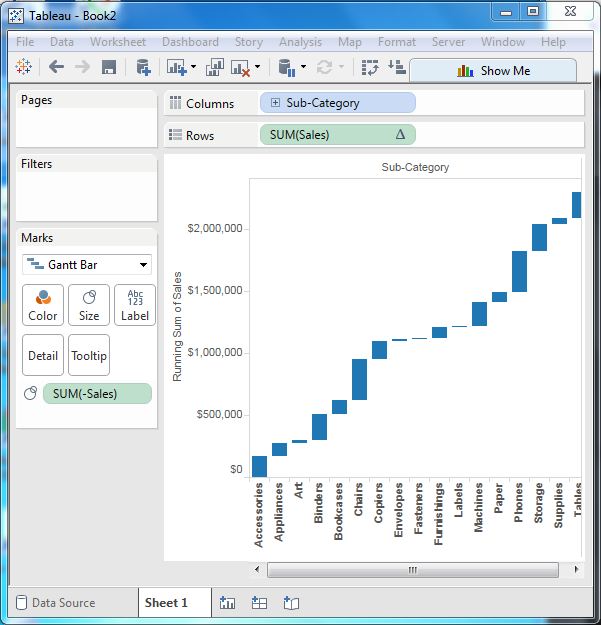 Tableau - Book2
File Data Worksheet Dashboard Story Analysis Map Format Server Window Help
Show Me
Pages
Columns
Sub-Category
Rows
SUM(Sales) Δ
Filters
Marks
Gantt Bar
Color
Size
Abc
123
Label
Detail
Tooltip
SUM(-Sales)
Sub-Category
Running Sum of Sales
$2,000,000
$1,500,000
$1,000,000
$500,000
$0
Accessories
Appliances
Art
Binders
Bookcases
Chairs
Copiers
Envelopes
Fasteners
Furnishings
Labels
Machines
Paper
Phones
Storage
Supplies
Tables
Data Source
Sheet 1